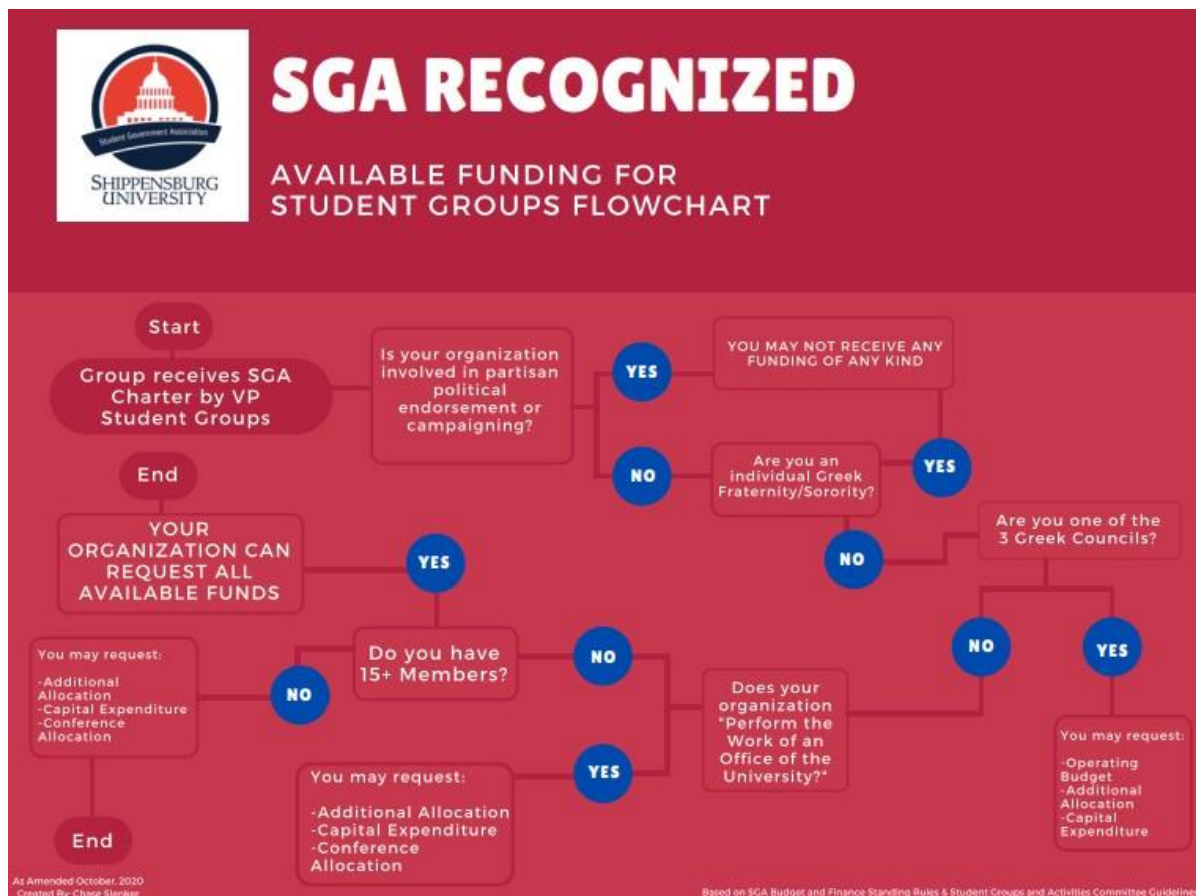 Student Government Association
SHIPPENSBURG
UNIVERSITY
SGA RECOGNIZED
AVAILABLE FUNDING FOR
STUDENT GROUPS FLOWCHART
Start
Group receives SGA
Charter by VP
Student Groups
Is your organization
involved in partisan
political
endorsement or
campaigning?
YES
YOU MAY NOT RECEIVE ANY
FUNDING OF ANY KIND
NO
Are you an
individual Greek
Fraternity/Sorority?
YES
NO
Are you one of the
3 Greek Councils?
NO
YES
You may request:
-Operating
Budget
-Additional
Allocation
-Capital
Expenditure
Does your
organization
"Perform the
Work of an
Office of the
University?"
NO
YES
You may request:
-Additional Allocation
-Capital Expenditure
-Conference
Allocation
Do you have
15+ Members?
YES
NO
End
YOUR
ORGANIZATION CAN
REQUEST ALL
AVAILABLE FUNDS
You may request:
-Additional
Allocation
-Capital Expenditure
-Conference
Allocation
End
As Amended October, 2020
Created By: Chase Slenker
Based on SGA Budget and Finance Standing Rules & Student Groups and Activities Committee Guideline